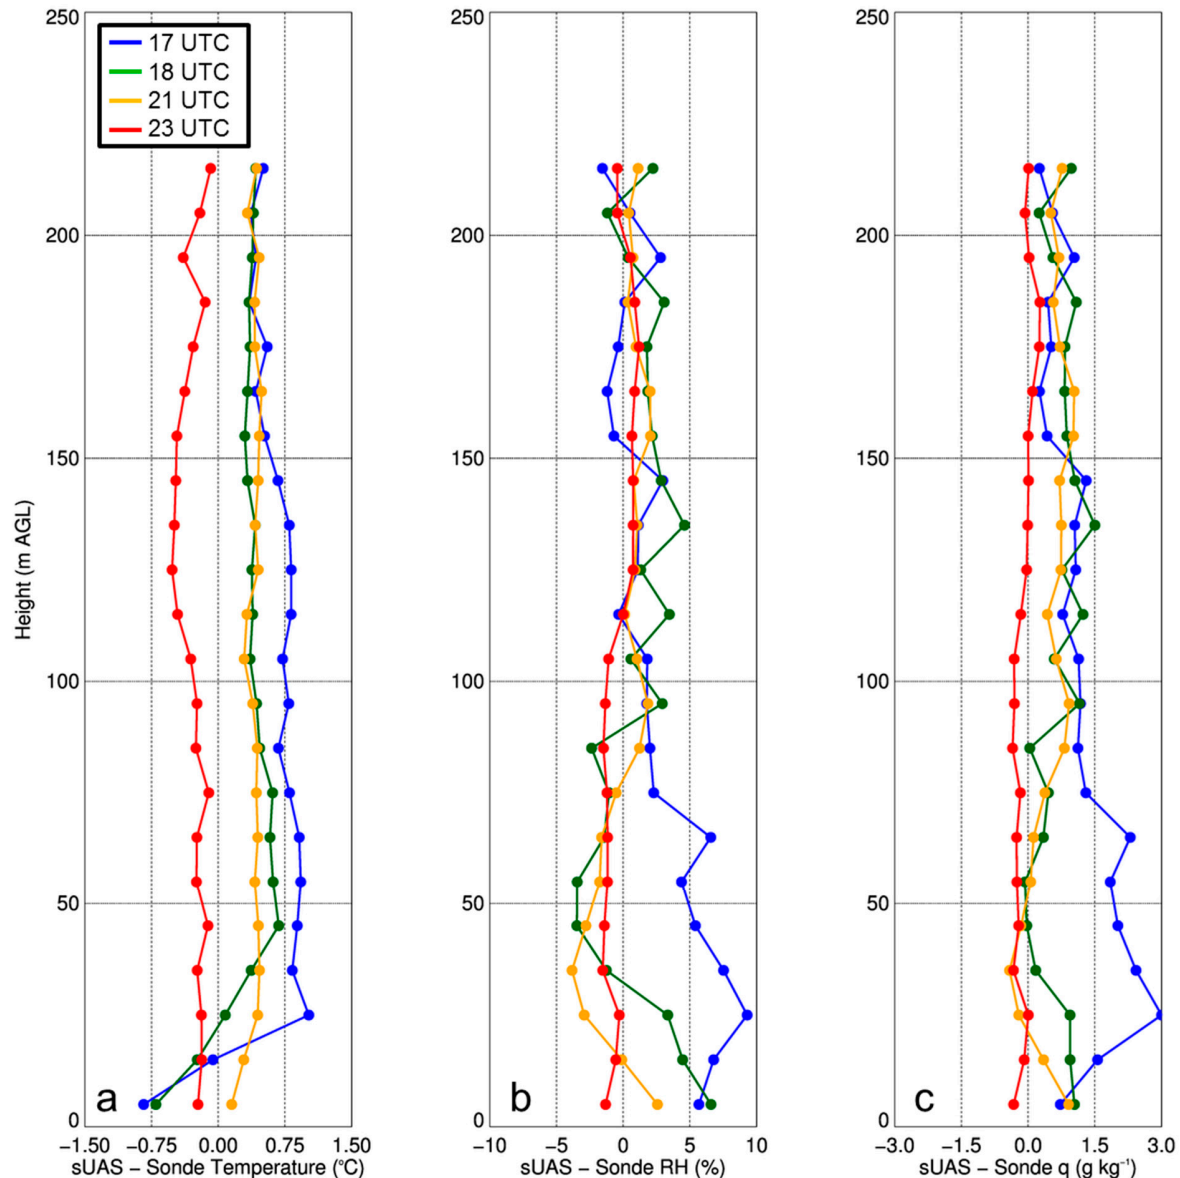 250
200
150
100
50
0
Height (m AGL)
17 UTC
18 UTC
21 UTC
23 UTC
a
−1.50 −0.75 0.00 0.75 1.50
sUAS − Sonde Temperature (°C)
250
200
150
100
50
0
b
−10 −5 0 5 10
sUAS − Sonde RH (%)
250
200
150
100
50
0
c
−3.0 −1.5 0.0 1.5 3.0
sUAS − Sonde q (g kg⁻¹)